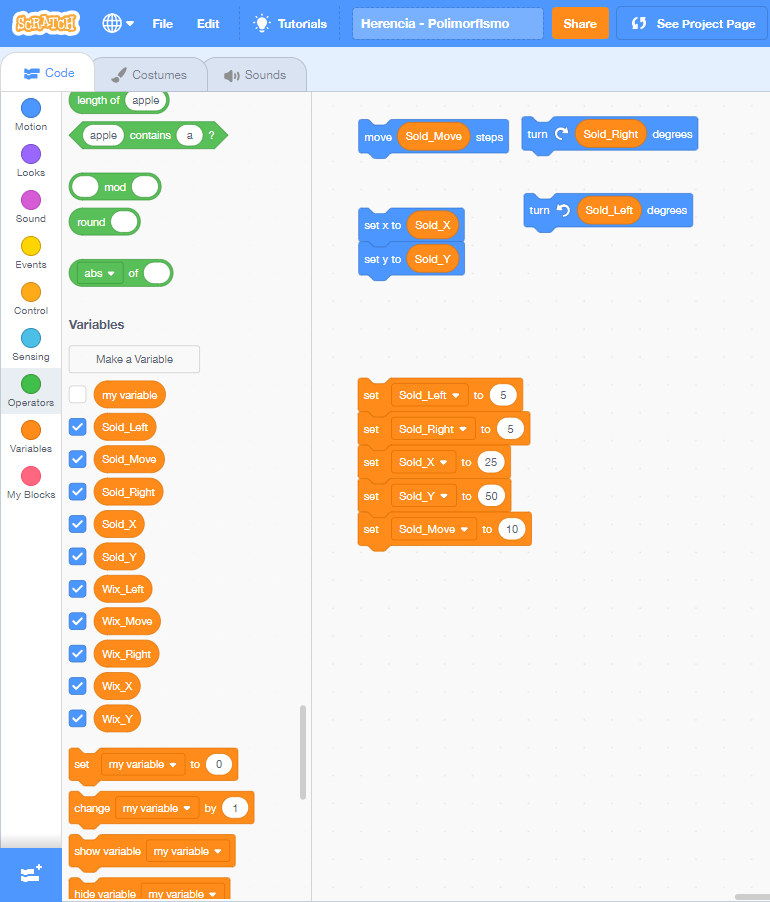 SCRATCH
File
Edit
Tutorials
Herencia - Polimorfismo
Share
See Project Page
Code
Costumes
Sounds
Motion
Looks
Sound
Events
Control
Sensing
Operators
Variables
My Blocks
length of apple
apple contains a ?
mod
round
abs of
Variables
Make a Variable
my variable
Sold_Left
Sold_Move
Sold_Right
Sold_X
Sold_Y
Wix_Left
Wix_Move
Wix_Right
Wix_X
Wix_Y
set my variable to 0
change my variable by 1
show variable my variable
hide variable my variable
move Sold_Move steps
turn Sold_Right degrees
set x to Sold_X
set y to Sold_Y
turn Sold_Left degrees
set Sold_Left to 5
set Sold_Right to 5
set Sold_X to 25
set Sold_Y to 50
set Sold_Move to 10